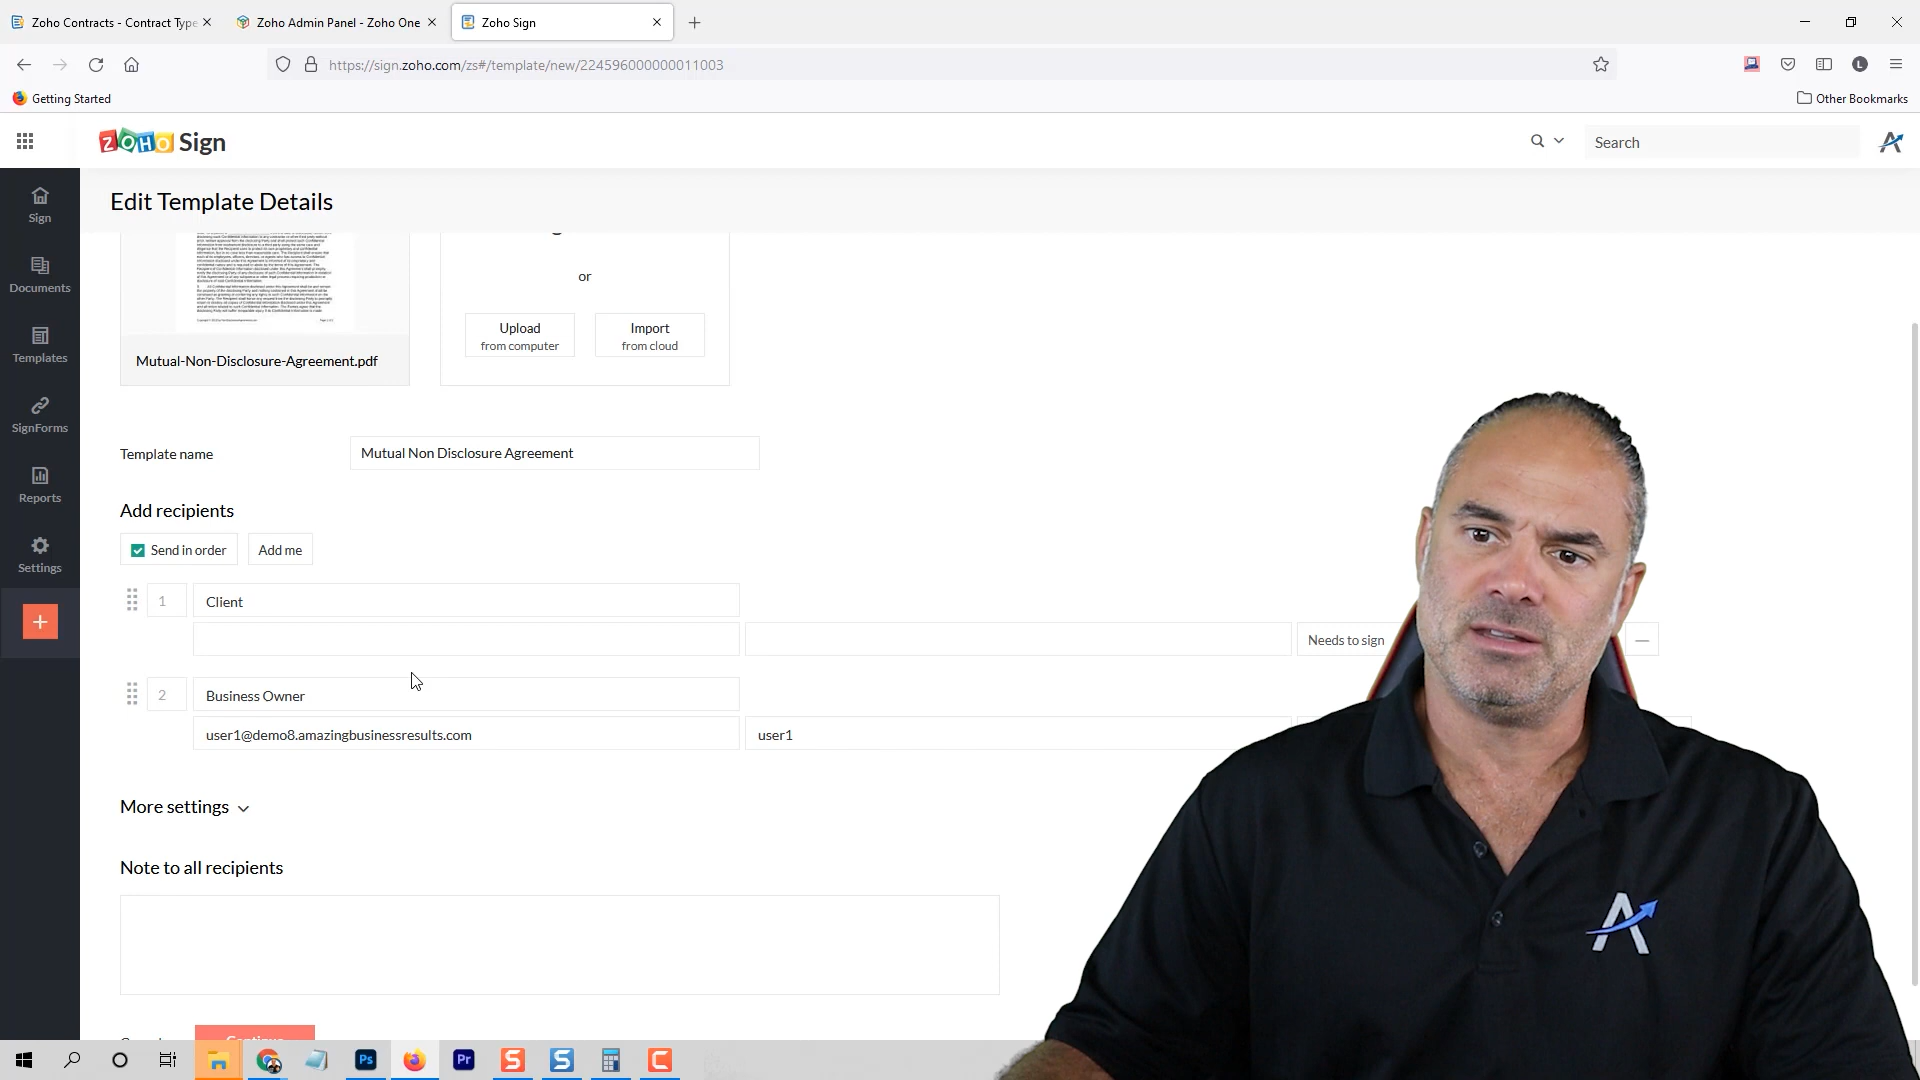 Zoho Contracts - Contract Type
Zoho Admin Panel - Zoho One
Zoho Sign
https://sign.zoho.com/zs#/template/new/224596000000011003
L
Getting Started
Other Bookmarks
ZOHO Sign
Search
Sign
Documents
Templates
SignForms
Reports
Settings
Edit Template Details
or
Upload
from computer
Import
from cloud
Mutual-Non-Disclosure-Agreement.pdf
Template name
Mutual Non Disclosure Agreement
Add recipients
Send in order
Add me
1
Client
Needs to sign
2
Business Owner
user1@demo8.amazingbusinessresults.com
user1
More settings
Note to all recipients
Ps
Pr
S
S
C
A